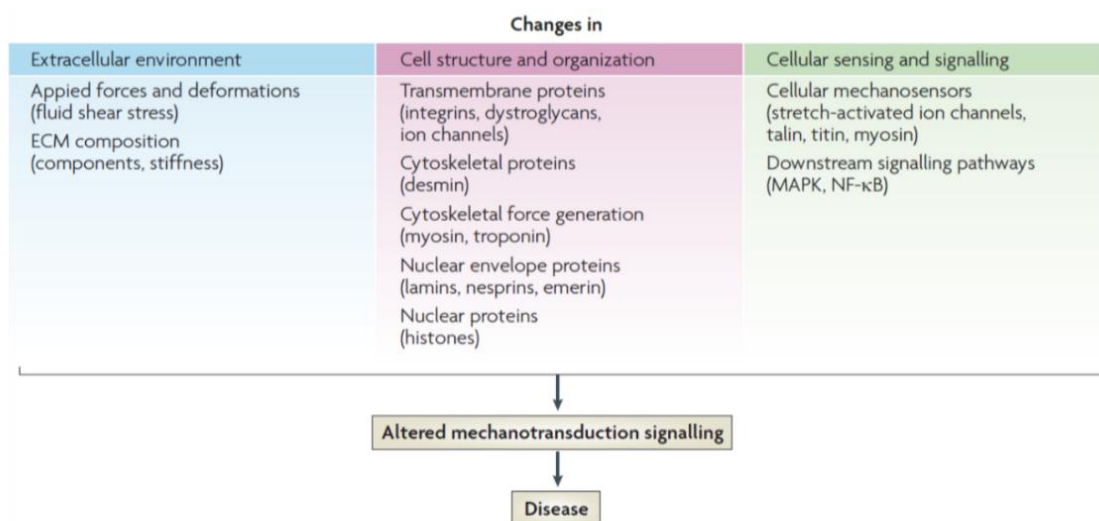 Changes in
Extracellular environment
Appied forces and deformations
(fluid shear stress)
ECM composition
(components, stiffness)
Cell structure and organization
Transmembrane proteins
(integrins, dystroglycans,
ion channels)
Cytoskeletal proteins
(desmin)
Cytoskeletal force generation
(myosin, troponin)
Nuclear envelope proteins
(lamins, nesprins, emerin)
Nuclear proteins
(histones)
Cellular sensing and signalling
Cellular mechanosensors
(stretch-activated ion channels,
talin, titin, myosin)
Downstream signalling pathways
(MAPK, NF-κB)
Altered mechanotransduction signalling
Disease